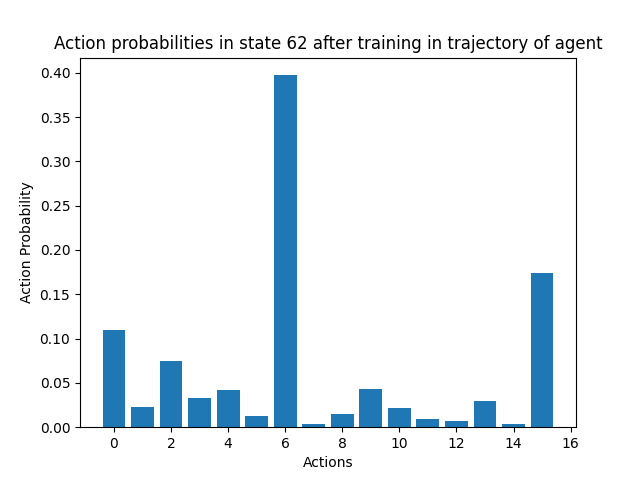 Action probabilities in state 62 after training in trajectory of agent
0.40
0.35
0.30
0.25
0.20
0.15
0.10
0.05
0.00
Action Probability
0 2 4 6 8 10 12 14 16
Actions